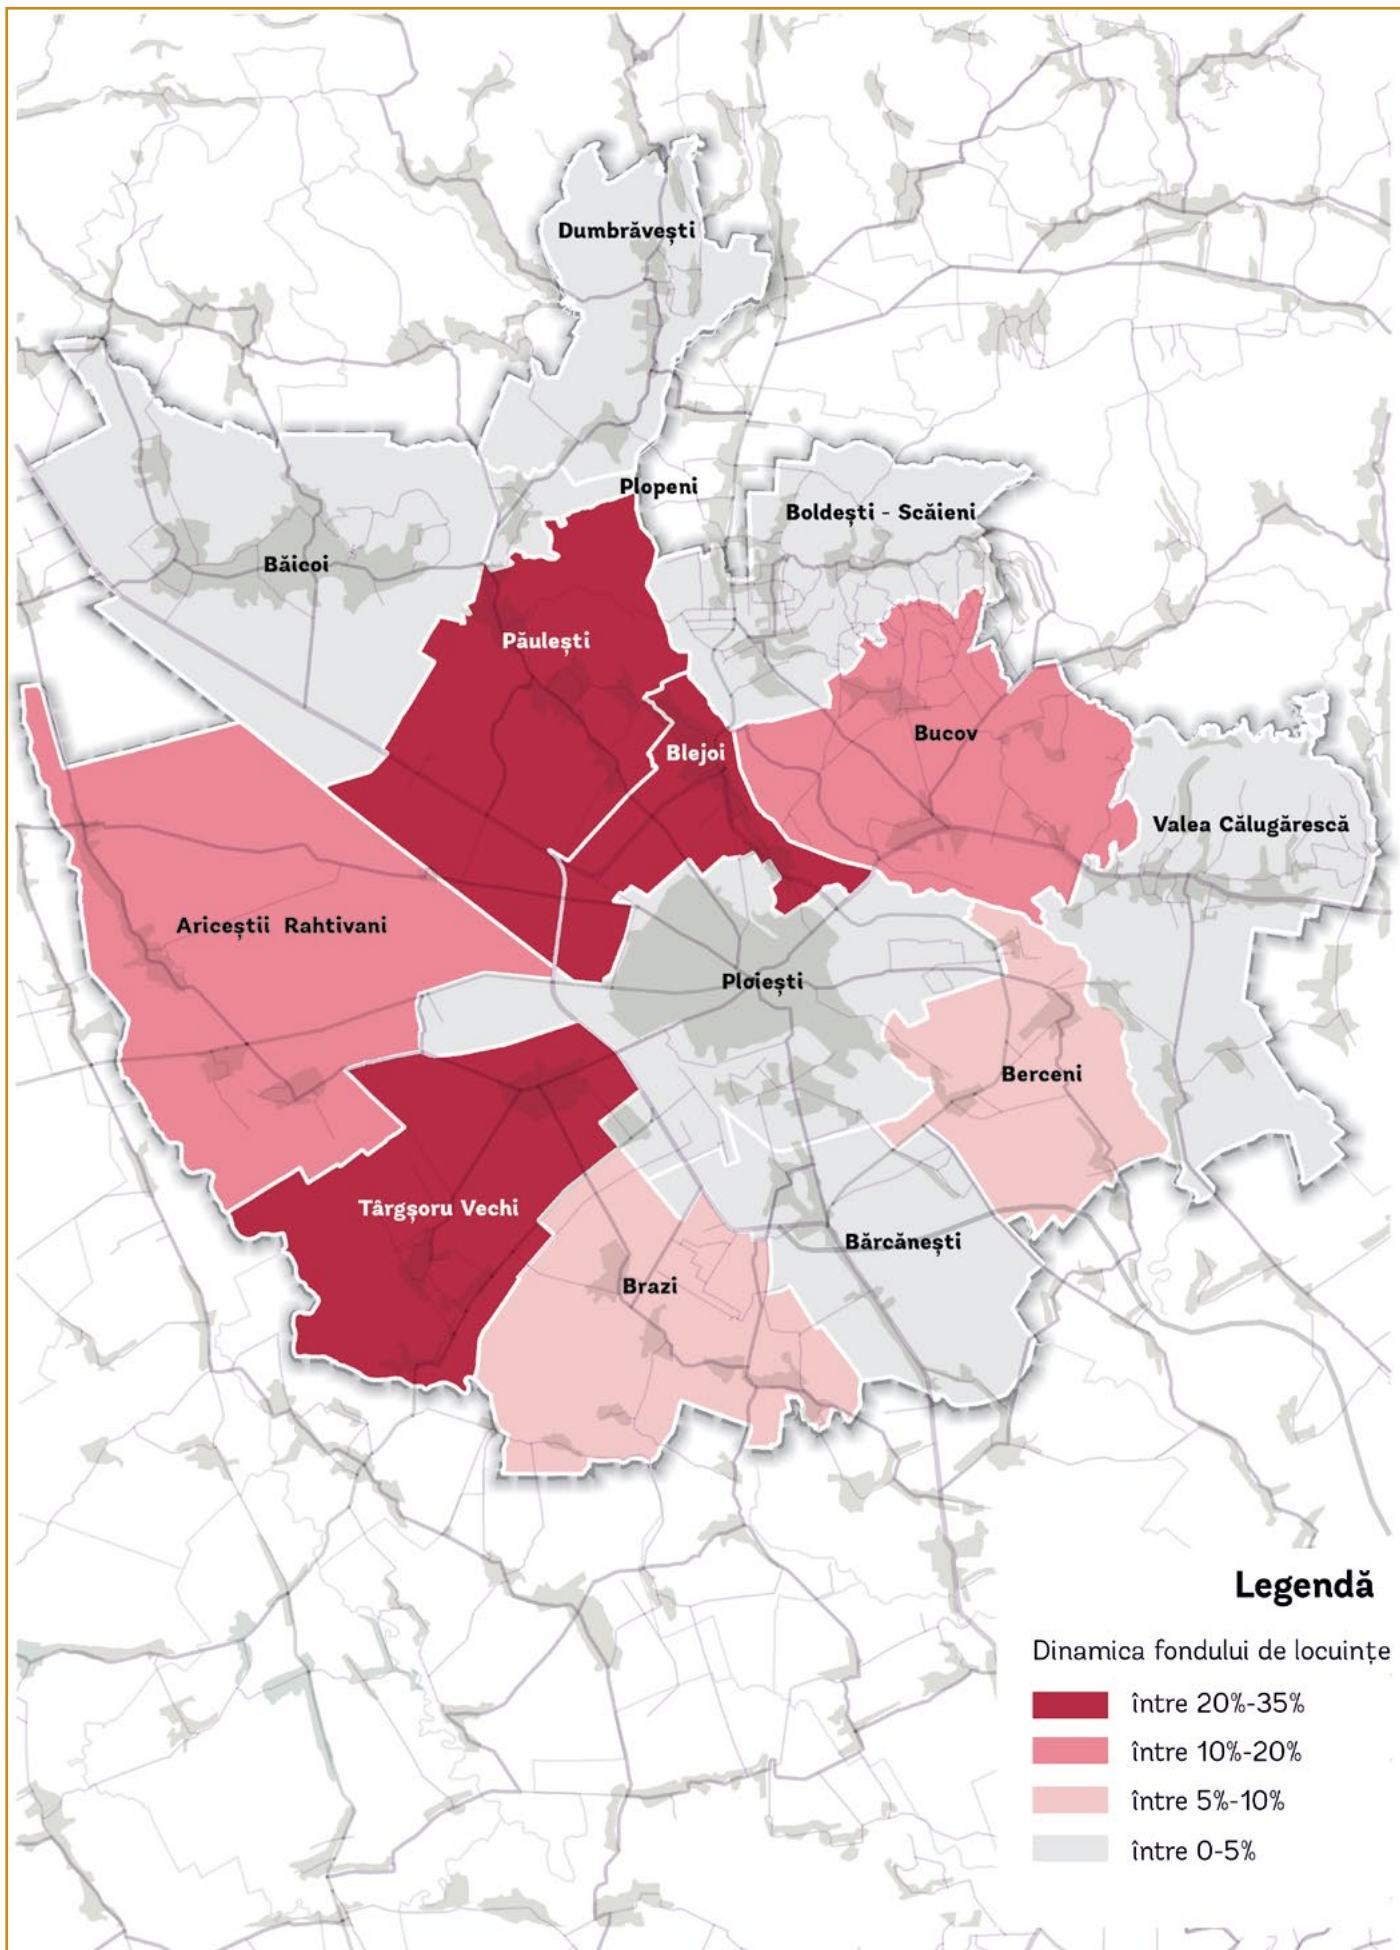 Dumbrăvești
Plopeni
Boldești - Scăieni
Băicoi
Păulești
Bucov
Blejoi
Valea Călugărescă
Ariceștii Rahtivani
Ploiești
Berceni
Târgșoru Vechi
Bărcănești
Brazi
Legendă
Dinamica fondului de locuințe
între 20%-35%
între 10%-20%
între 5%-10%
între 0-5%